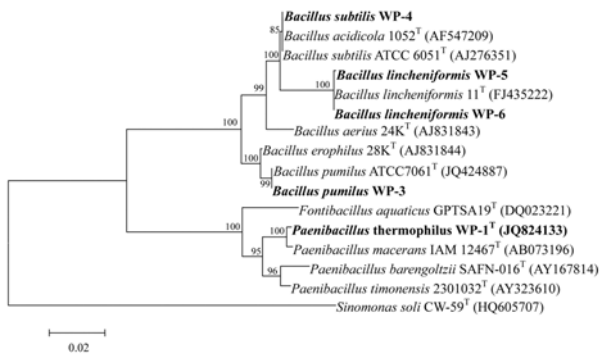 Bacillus subtilis WP-4
85
Bacillus acidicola 1052T (AF547209)
Bacillus subtilis ATCC 6051T (AJ276351)
100
Bacillus lincheniformis WP-5
100
Bacillus lincheniformis 11T (FJ435222)
99
Bacillus lincheniformis WP-6
100
Bacillus aerius 24KT (AJ831843)
Bacillus erophilus 28KT (AJ831844)
100
Bacillus pumilus ATCC7061T (JQ424887)
99
Bacillus pumilus WP-3
Fontibacillus aquaticus GPTSA19T (DQ023221)
100
Paenibacillus thermophilus WP-1T (JQ824133)
100
Paenibacillus macerans IAM 12467T (AB073196)
95
Paenibacillus barengoltzii SAFN-016T (AY167814)
96
Paenibacillus timonensis 2301032T (AY323610)
Sinomonas soli CW-59T (HQ605707)
0.02